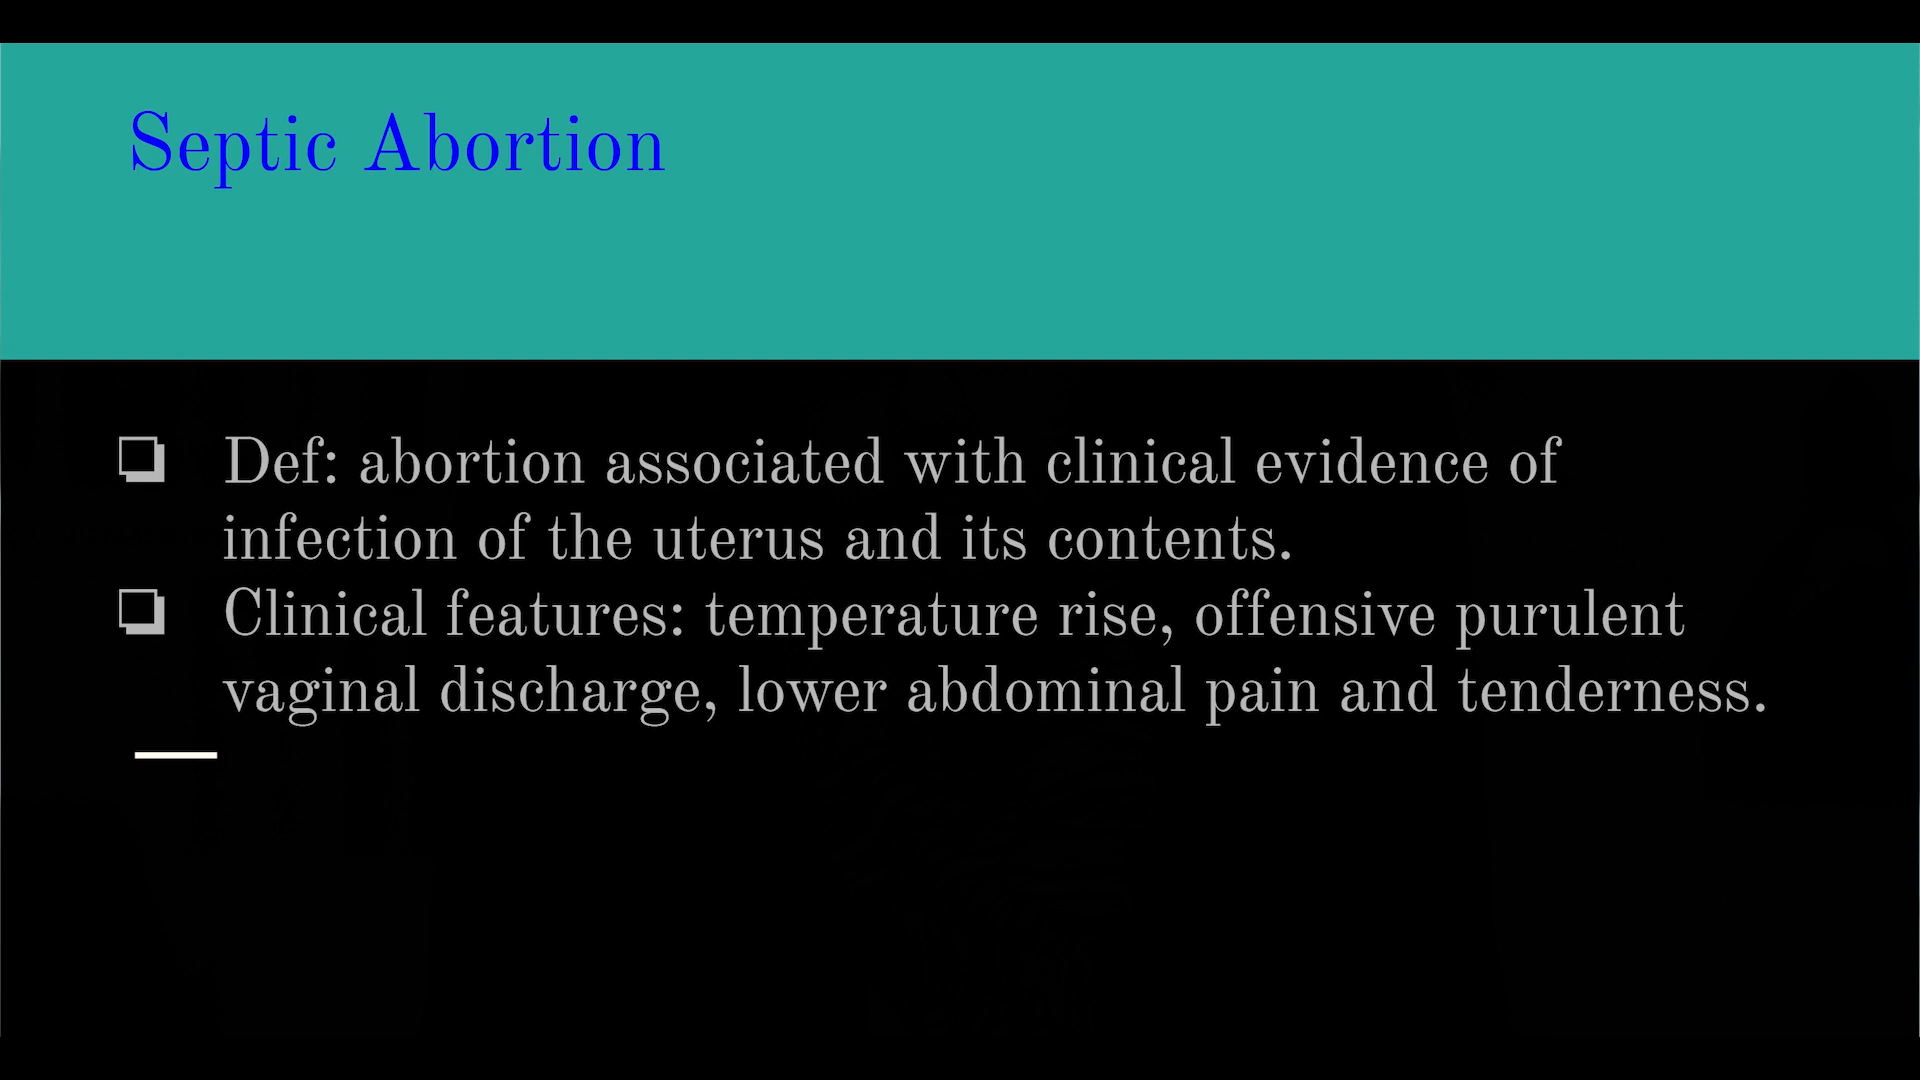 Septic Abortion
❏ Def: abortion associated with clinical evidence of
infection of the uterus and its contents.
❏ Clinical features: temperature rise, offensive purulent
vaginal discharge, lower abdominal pain and tenderness.